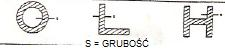 S = GRUBOŚĆ